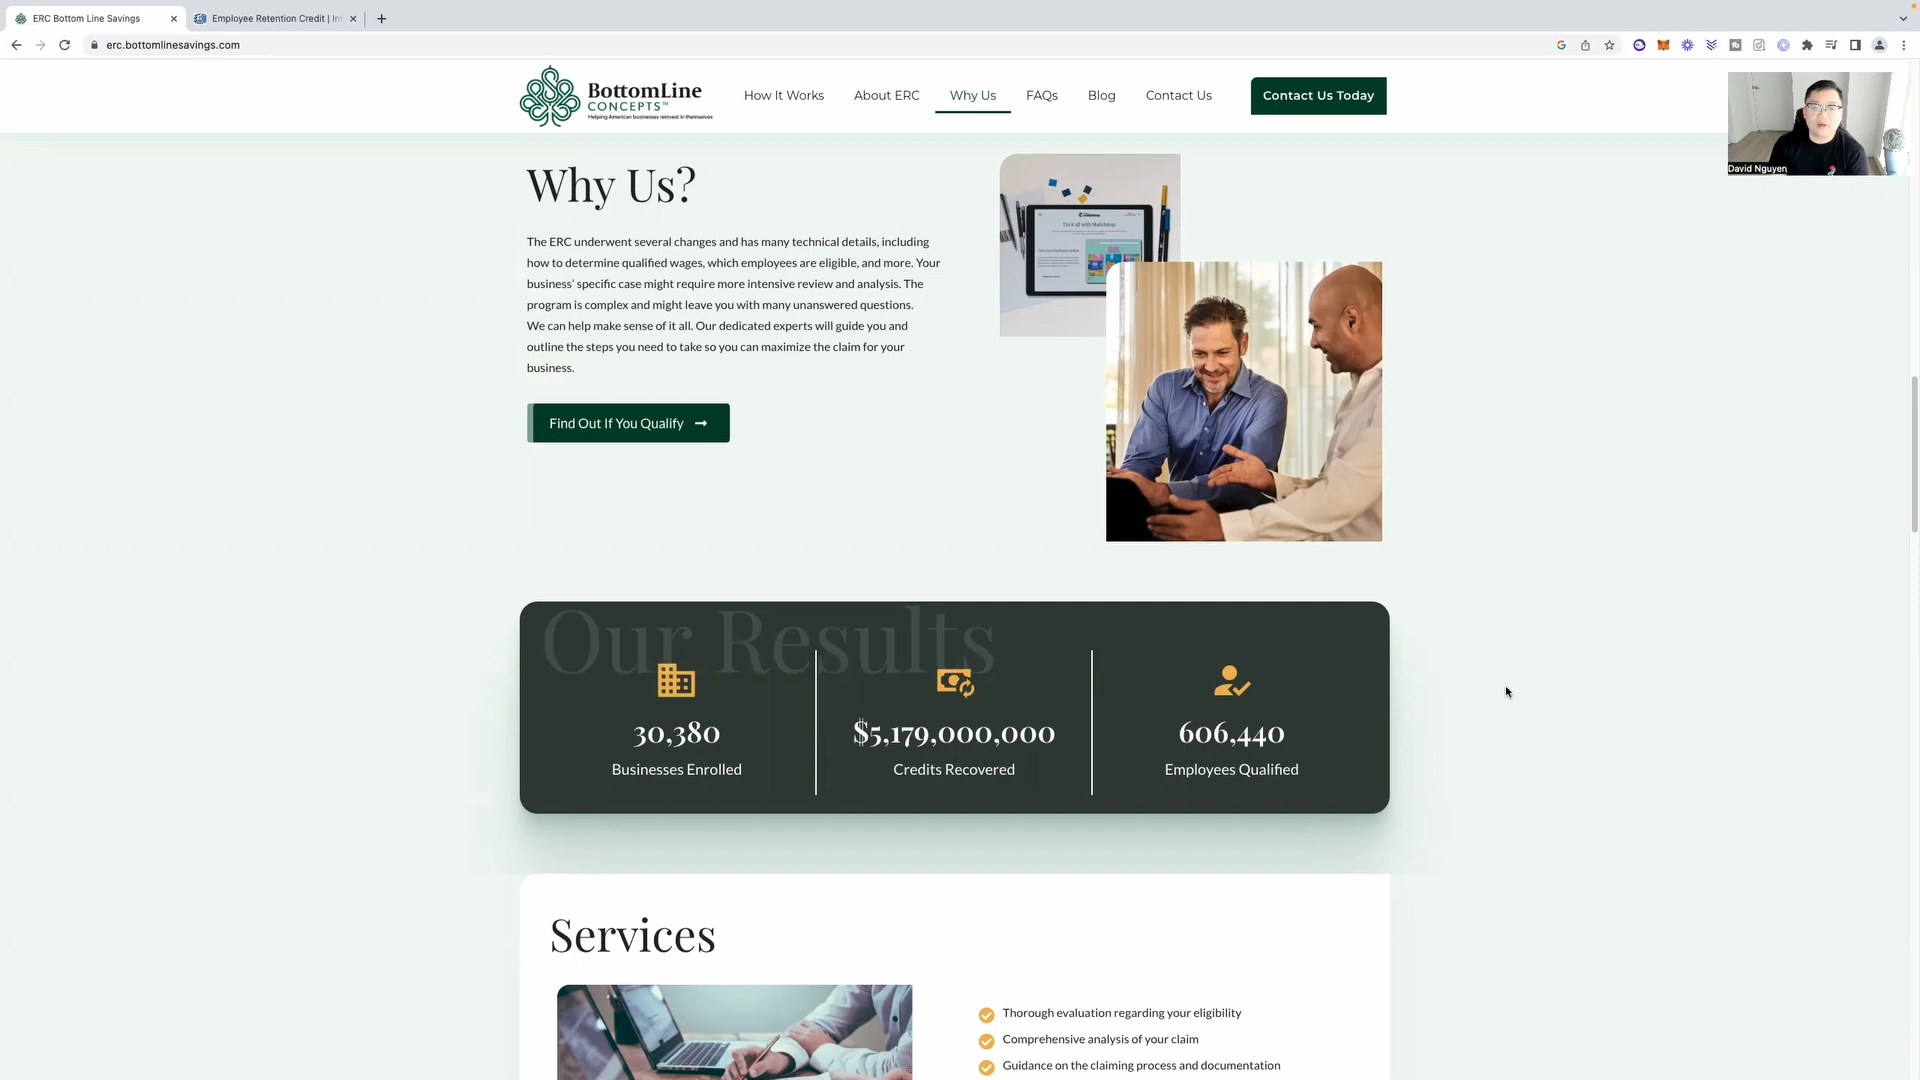 ERC Bottom Line Savings
Employee Retention Credit | In
erc.bottomlinesavings.com
BottomLine
CONCEPTS™
Helping American businesses reinvest in themselves
How It Works
About ERC
Why Us
FAQs
Blog
Contact Us
Contact Us Today
David Nguyen
Why Us?
The ERC underwent several changes and has many technical details, including
how to determine qualified wages, which employees are eligible, and more. Your
business' specific case might require more intensive review and analysis. The
program is complex and might leave you with many unanswered questions.
We can help make sense of it all. Our dedicated experts will guide you and
outline the steps you need to take so you can maximize the claim for your
business.
Find Out If You Qualify
Do it all with Mailchimp
Our Results
30,380
Businesses Enrolled
$5,179,000,000
Credits Recovered
606,440
Employees Qualified
Services
Thorough evaluation regarding your eligibility
Comprehensive analysis of your claim
Guidance on the claiming process and documentation